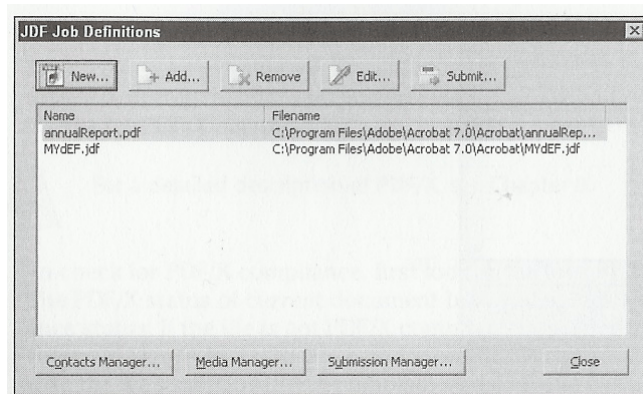 JDF Job Definitions
New... Add... Remove Edit... Submit...
Name Filename
annualReport.pdf C:\Program Files\Adobe\Acrobat 7.0\Acrobat\annualRep...
MYdEF.jdf C:\Program Files\Adobe\Acrobat 7.0\Acrobat\MYdEF.jdf
Contacts Manager... Media Manager... Submission Manager... Close